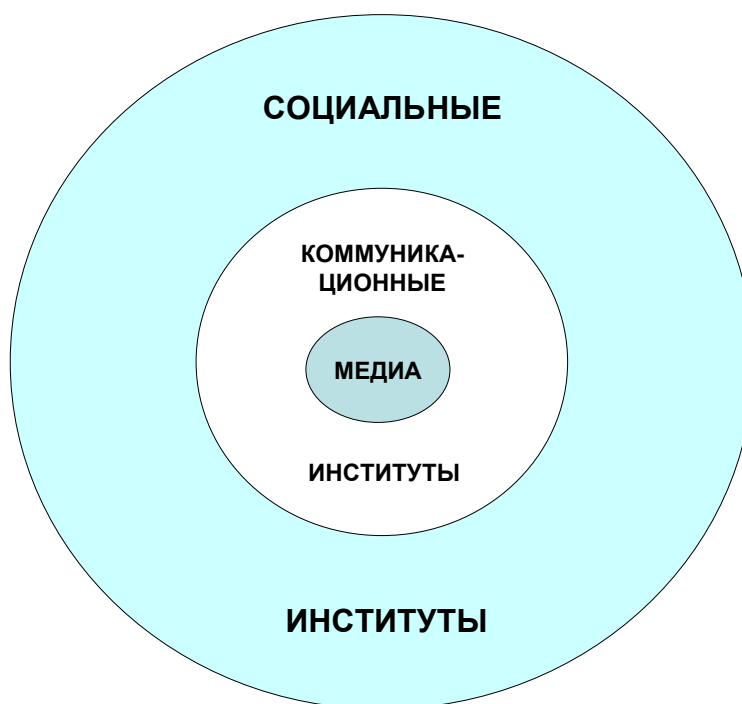 СОЦИАЛЬНЫЕ
КОММУНИКА-
ЦИОННЫЕ
МЕДИА
ИНСТИТУТЫ
ИНСТИТУТЫ